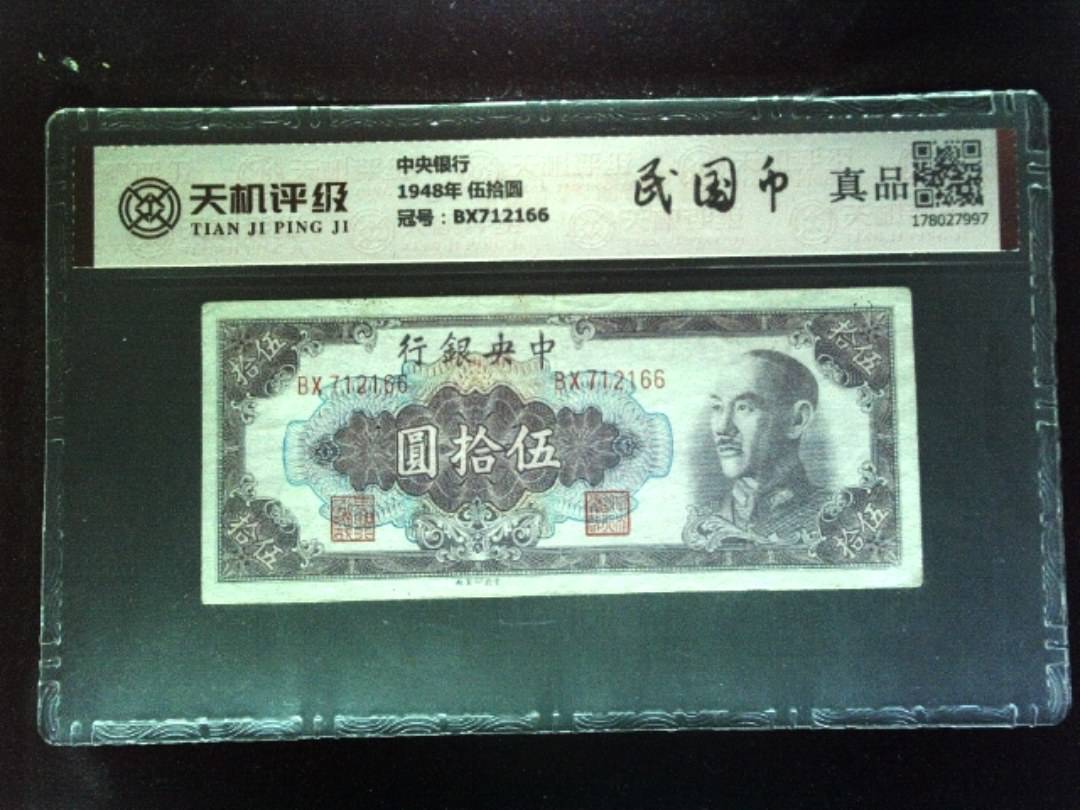 天机评级
TIAN JI PING JI
中央银行
1948年 伍拾圆
冠号：BX712166
民国币
真品
178027997
行銀央中
BX 712166
BX 712166
圓拾伍
拾伍
拾伍
拾伍
拾伍